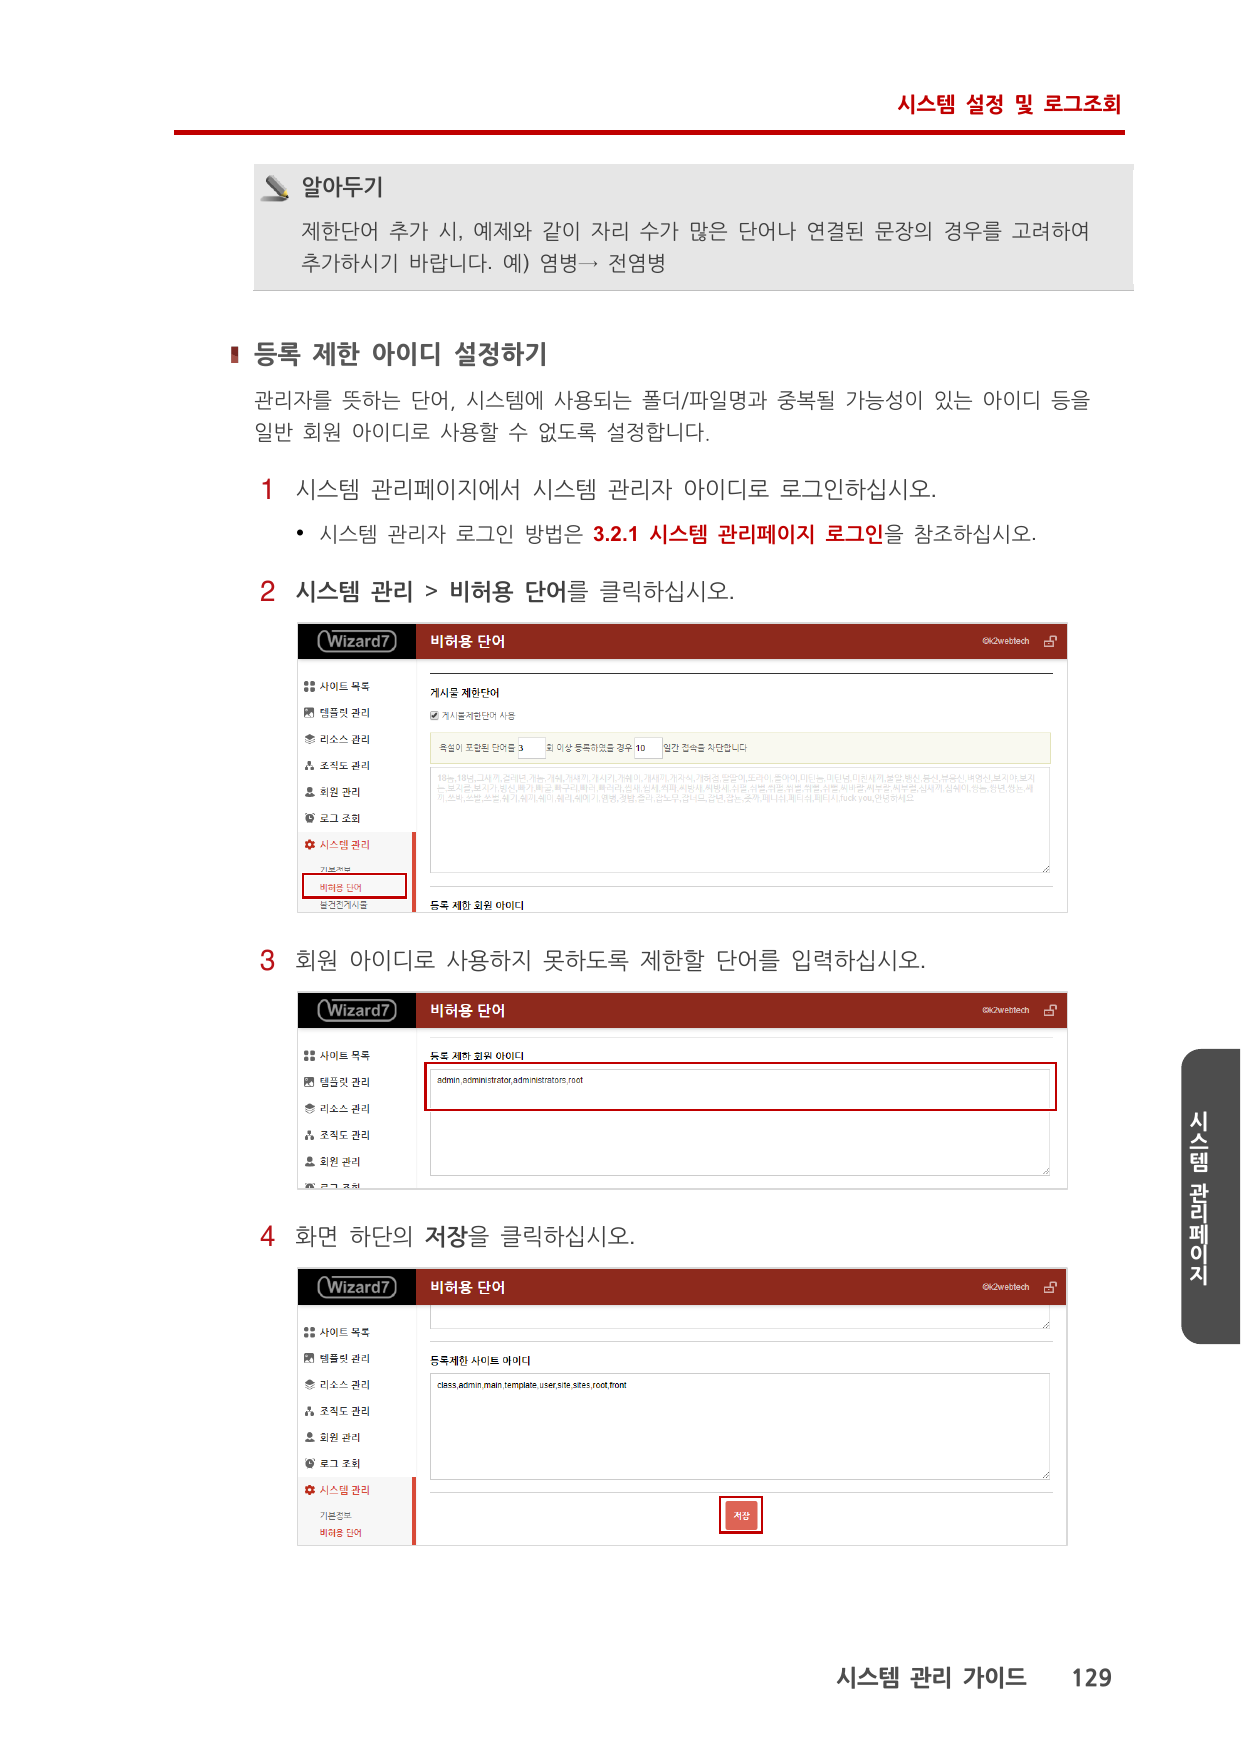 시스템 설정 및 로그조회
알아두기
제한단어 추가 시, 예제와 같이 자리 수가 많은 단어나 연결된 문장의 경우를 고려하여
추가하시기 바랍니다. 예) 염병→ 전염병
등록 제한 아이디 설정하기
관리자를 뜻하는 단어, 시스템에 사용되는 폴더/파일명과 중복될 가능성이 있는 아이디 등을
일반 회원 아이디로 사용할 수 없도록 설정합니다.
1 시스템 관리페이지에서 시스템 관리자 아이디로 로그인하십시오.
• 시스템 관리자 로그인 방법은 3.2.1 시스템 관리페이지 로그인을 참조하십시오.
2 시스템 관리 > 비허용 단어를 클릭하십시오.
Wizard7 비허용 단어 ©k2webtech
사이트 목록
템플릿 관리
리소스 관리
조직도 관리
회원 관리
로그 조회
시스템 관리
기본정보
비허용 단어
불건전게시물
게시물 제한단어
게시물제한단어 사용
욕설이 포함된 단어를 3 회 이상 등록하였을 경우 10 일간 접속을 차단합니다
등록 제한 회원 아이디
3 회원 아이디로 사용하지 못하도록 제한할 단어를 입력하십시오.
Wizard7 비허용 단어 ©k2webtech
사이트 목록
템플릿 관리
리소스 관리
조직도 관리
회원 관리
로그 조회
등록 제한 회원 아이디
admin,administrator,administrators,root
4 화면 하단의 저장을 클릭하십시오.
Wizard7 비허용 단어 ©k2webtech
사이트 목록
템플릿 관리
리소스 관리
조직도 관리
회원 관리
로그 조회
시스템 관리
기본정보
비허용 단어
등록제한 사이트 아이디
class,admin,main,template,user,site,sites,root,front
저장
시스템 관리페이지
시스템 관리 가이드 129